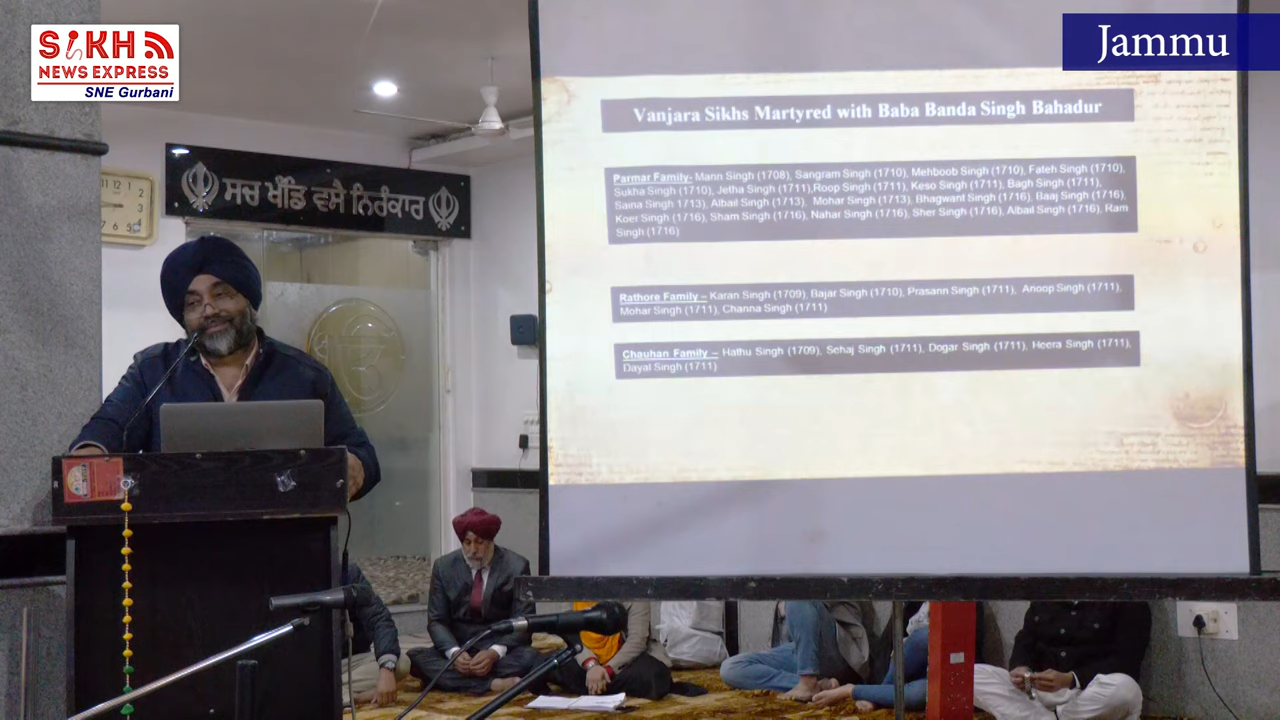 SIKH
NEWS EXPRESS
SNE Gurbani
Jammu
ਸਚ ਖੰਡਿ ਵਸੈ ਨਿਰੰਕਾਰ
Vanjara Sikhs Martyred with Baba Banda Singh Bahadur
Parmar Family- Mann Singh (1708), Sangram Singh (1710), Mehboob Singh (1710), Fateh Singh (1710),
Sukha Singh (1710), Jetha Singh (1711),Roop Singh (1711), Keso Singh (1711), Bagh Singh (1711),
Saina Singh 1713), Albail Singh (1713), Mohar Singh (1713), Bhagwant Singh (1716), Baaj Singh (1716),
Koer Singh (1716), Sham Singh (1716), Nahar Singh (1716), Sher Singh (1716), Albail Singh (1716), Ram
Singh (1716)
Rathore Family – Karan Singh (1709), Bajar Singh (1710), Prasann Singh (1711), Anoop Singh (1711),
Mohar Singh (1711), Channa Singh (1711)
Chauhan Family – Hathu Singh (1709), Sehaj Singh (1711), Dogar Singh (1711), Heera Singh (1711),
Dayal Singh (1711)